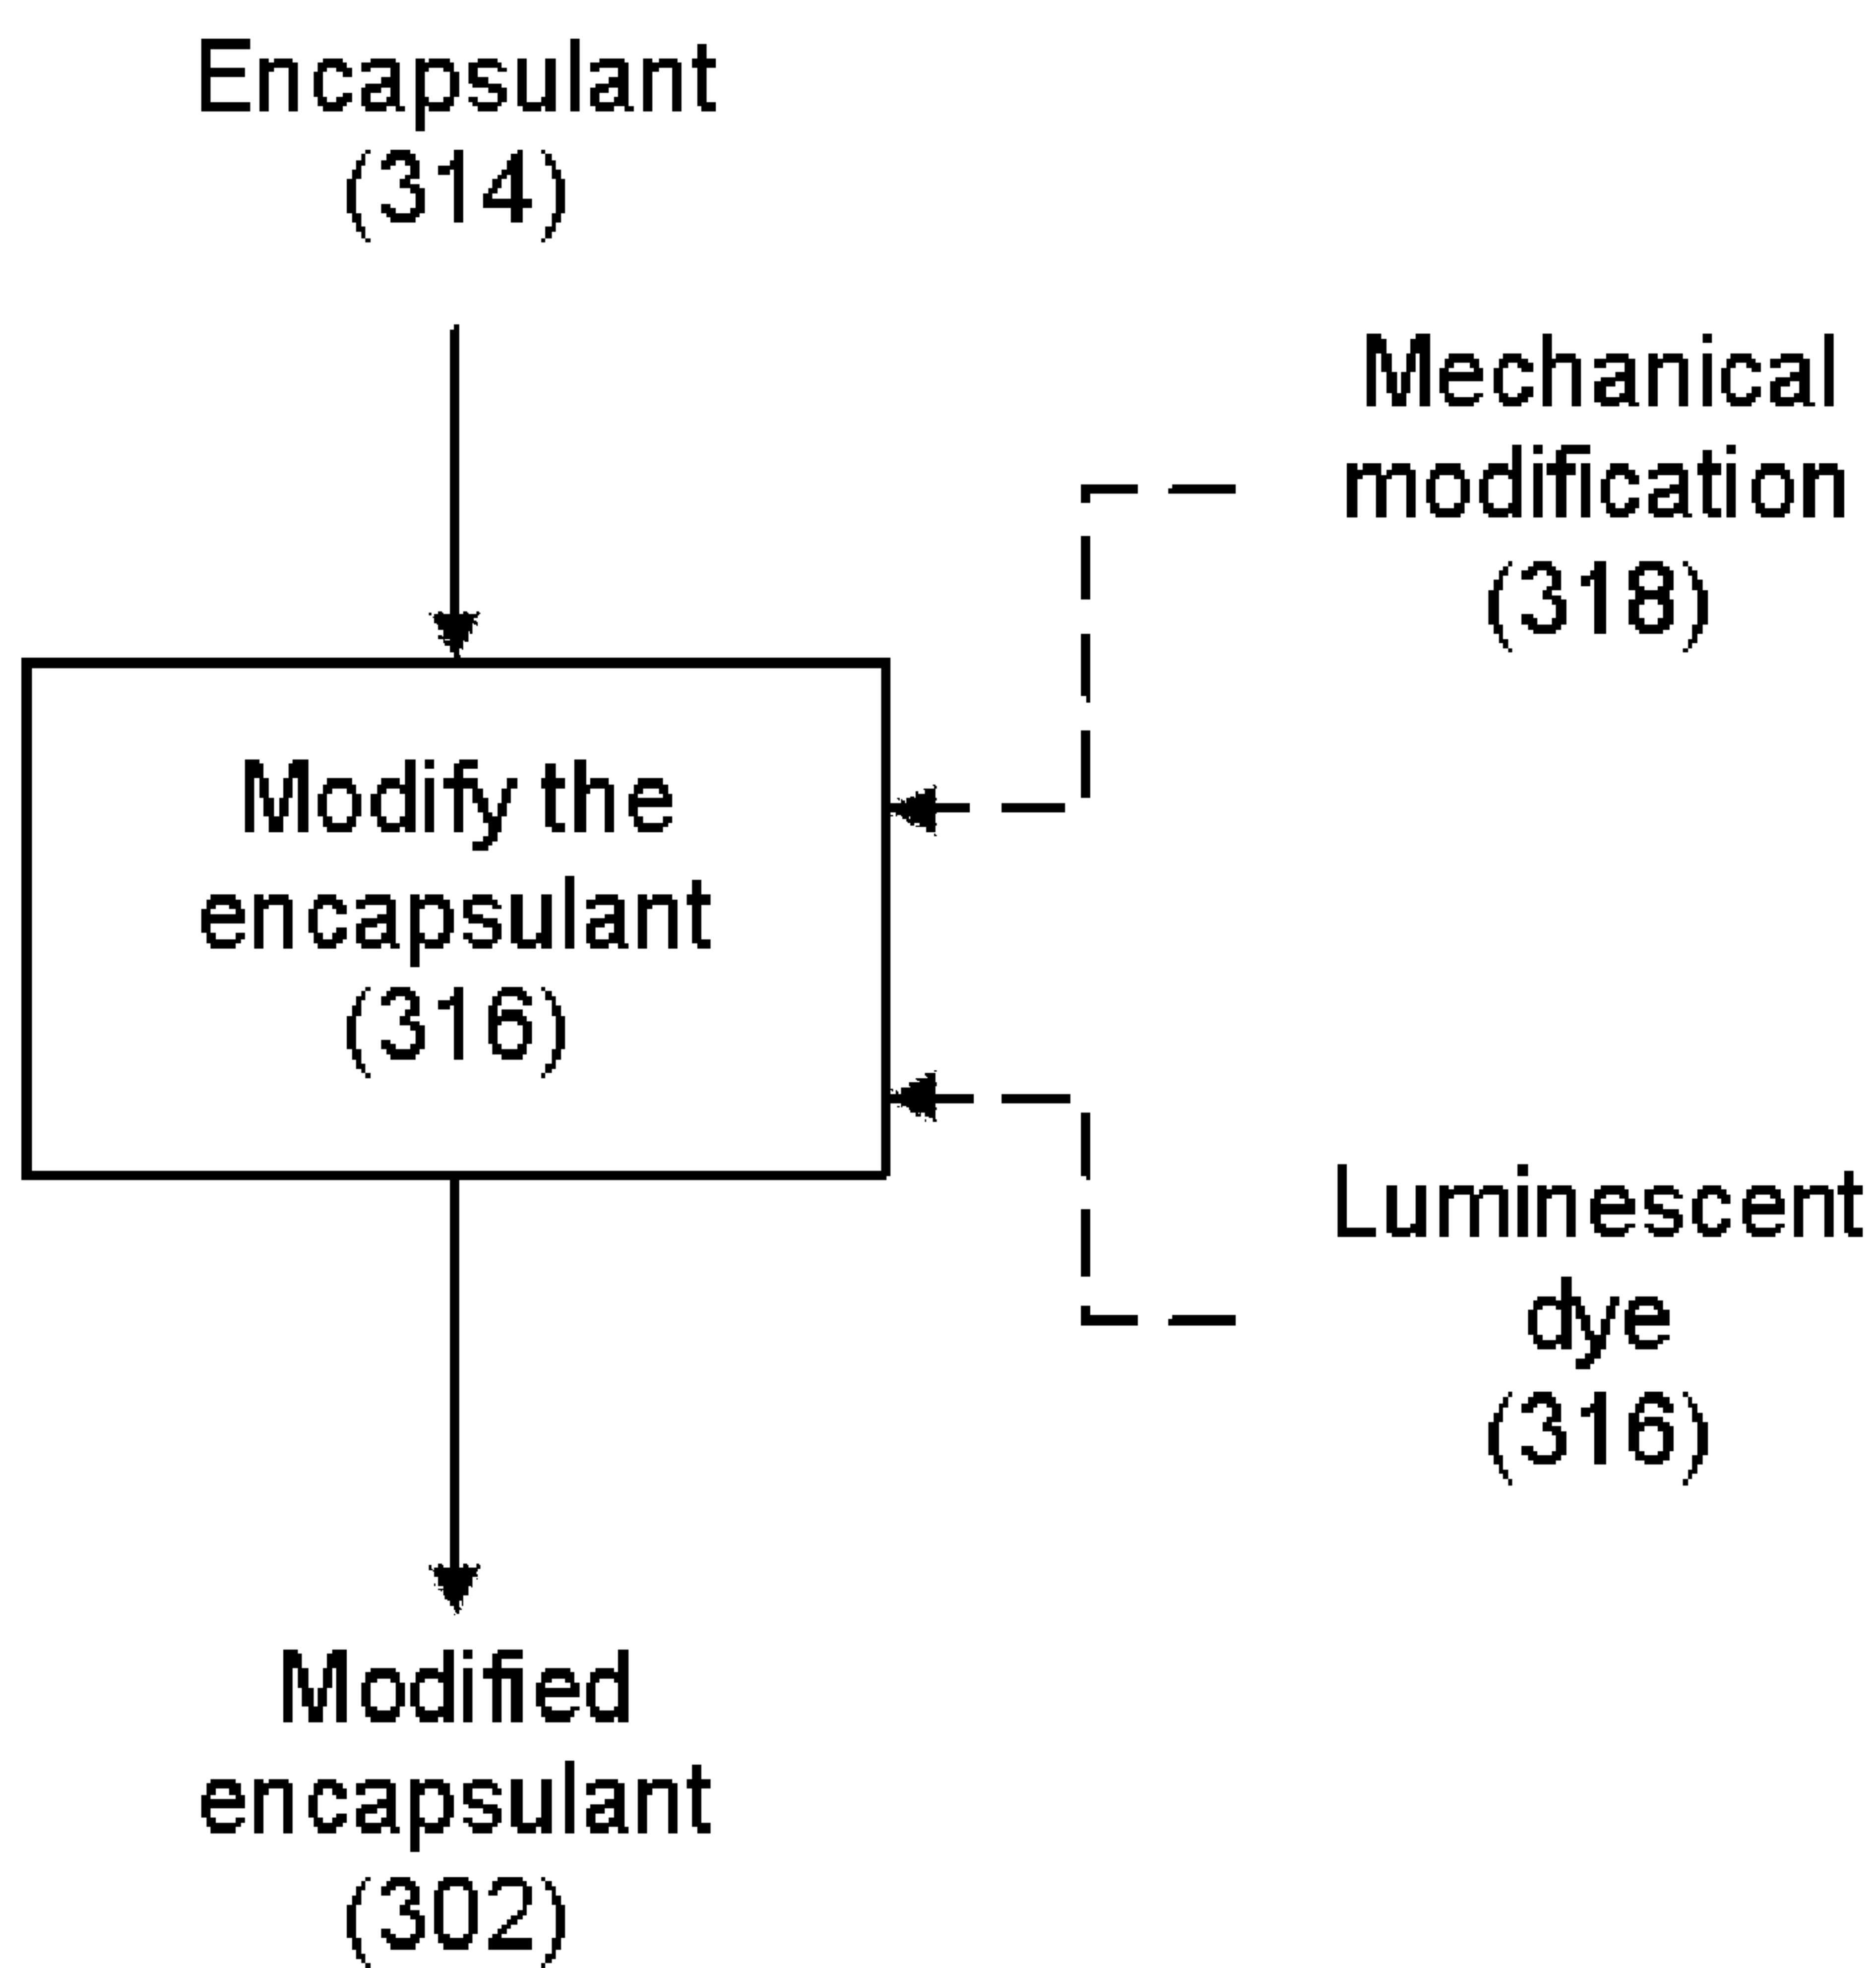 Encapsulant
(314)
Mechanical
modification
(318)
Modify the
encapsulant
(316)
Luminescent
dye
(316)
Modified
encapsulant
(302)